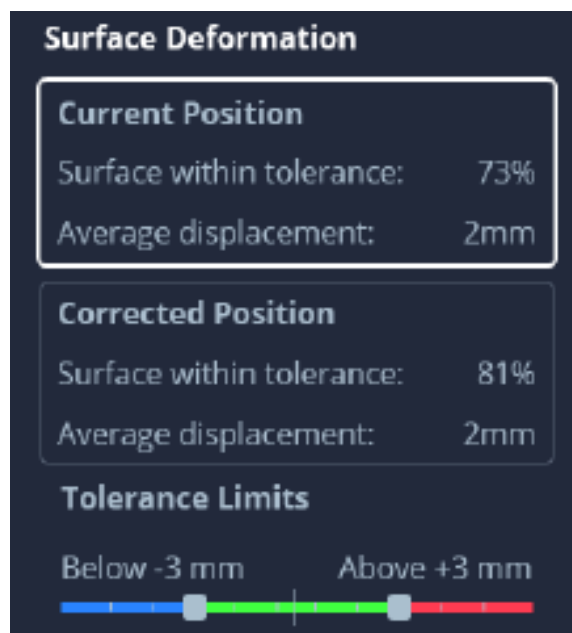 Surface Deformation
Current Position
Surface within tolerance: 73%
Average displacement: 2mm
Corrected Position
Surface within tolerance: 81%
Average displacement: 2mm
Tolerance Limits
Below -3 mm Above +3 mm